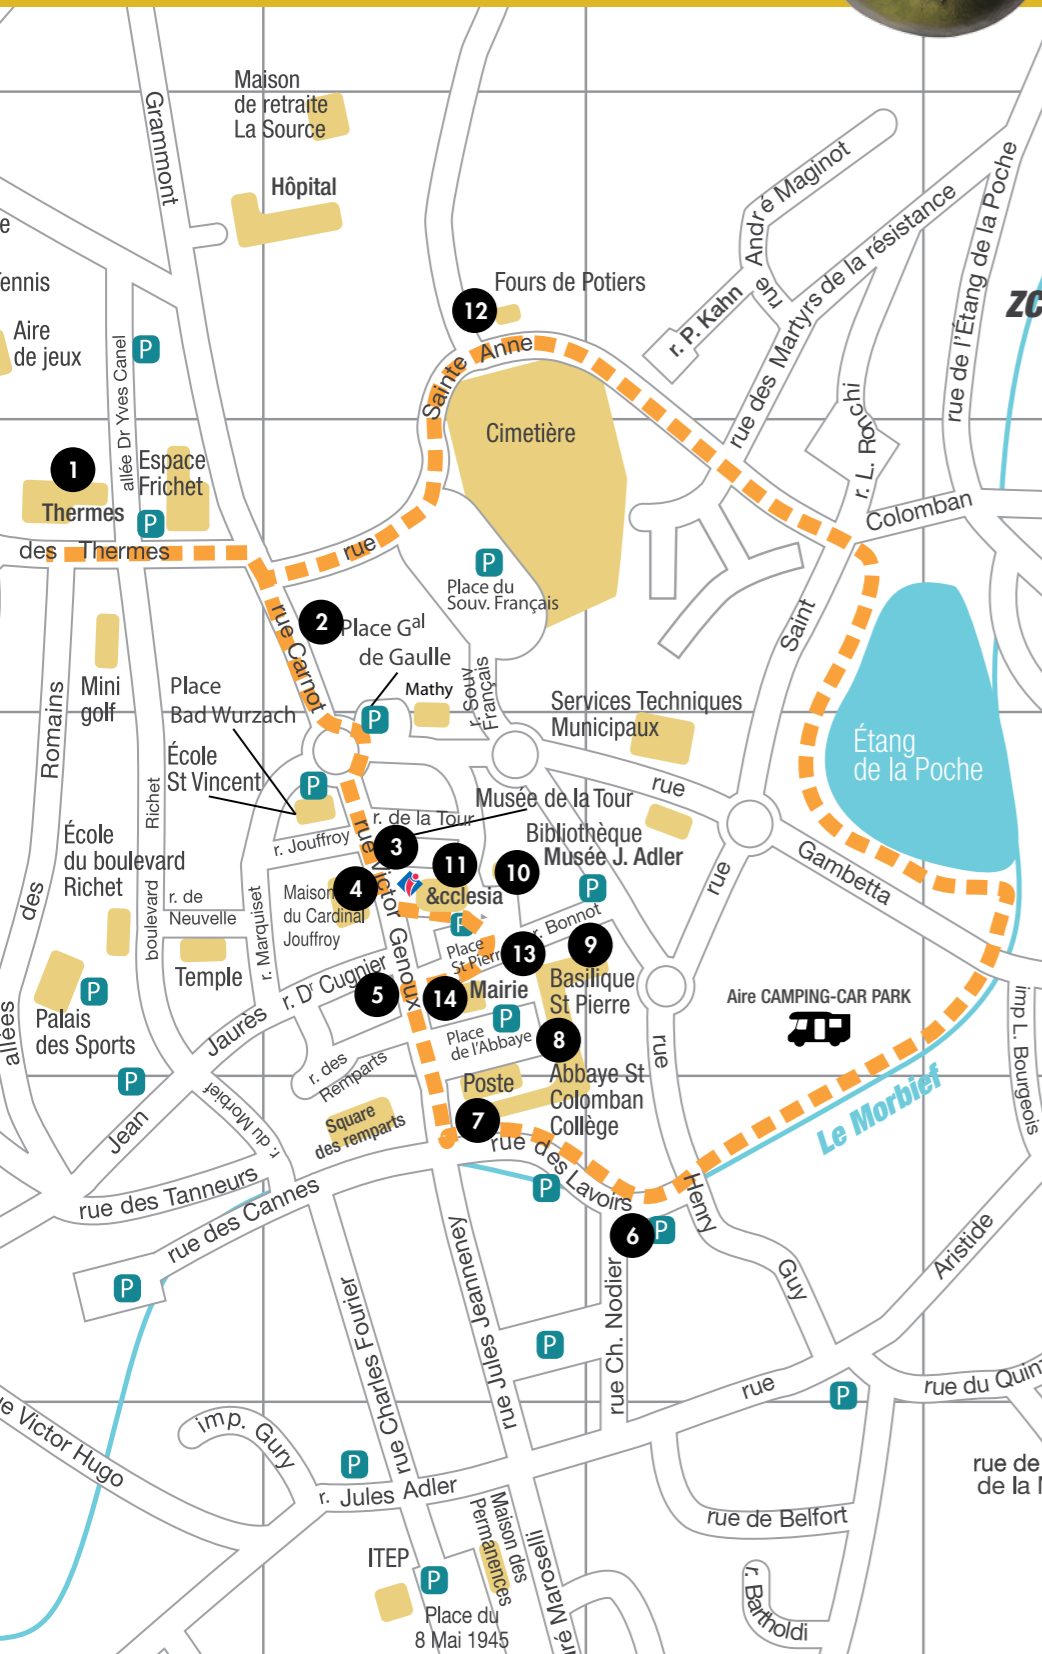 Maison
de retraite
La Source
Grammont
Hôpital
rue André Maginot
rue de l'Étang de la Poche
rue des Martyrs de la résistance
r. P. Kahn
Fours de Potiers
12
ZC
Aire
de jeux
P
allée Dr Yves Canel
Sainte Anne
Cimetière
r. L. Ronchi
1
Espace
Frichet
Thermes
P
des Thermes
rue
Colomban
P
Place du
Souv. Français
Saint
2
rue Carnot
Place Gal
de Gaulle
Mathy
P
r. Souv.
Français
Mini
golf
Romains
Place
Bad Wurzach
Services Techniques
Municipaux
Étang
de la Poche
École
St Vincent
P
rue
Richet
Musée de la Tour
r. de la Tour
r. Jouffroy
3
Bibliothèque
Musée J. Adler
École
du boulevard
Richet
rue Victor Genoux
11
10
4
&cclesia
P
Gambetta
rue
Maison
du Cardinal
Jouffroy
r. de
Neuvelle
boulevard
r. Marquiset
des
P
r. Bonnot
Place
St Pierre
13
9
Temple
Basilique
St Pierre
r. Dr Cugnier
5
14
Mairie
Aire CAMPING-CAR PARK
P
Palais
des Sports
P
Place
de l'Abbaye
8
allées
Jaurès
r. des
Remparts
rue
imp L. Bourgeois
P
Poste
Abbaye St
Colomban
Collège
Le Morbief
Jean
r. du Morbief
Square
des remparts
7
rue des Lavoirs
P
rue des Tanneurs
rue des Cannes
Henry
6
P
Guy
Aristide
P
rue Charles Fourier
rue Jules Jeanneney
rue Ch. Nodier
P
rue
P
rue du Quin
ue Victor Hugo
imp. Gury
P
r. Jules Adler
rue de
de la
Maison des
Permanences
rue de Belfort
ITEP
P
Place du
8 Mai 1945
ré Maroselli
r. Bartholdi